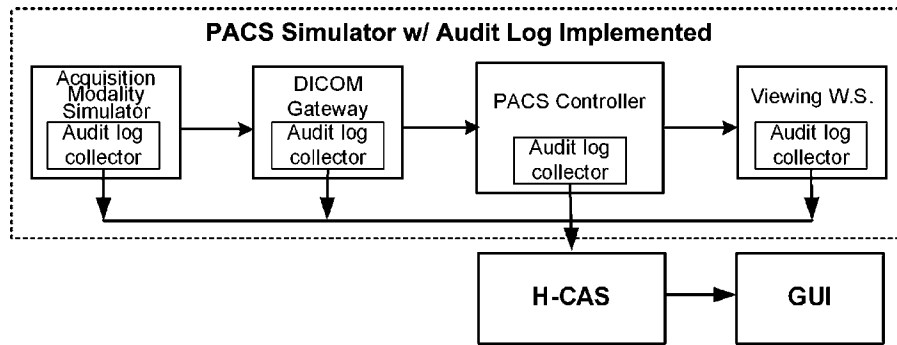 PACS Simulator w/ Audit Log Implemented
Acquisition
Modality
Simulator
Audit log
collector
DICOM
Gateway
Audit log
collector
PACS Controller
Audit log
collector
Viewing W.S.
Audit log
collector
H-CAS
GUI